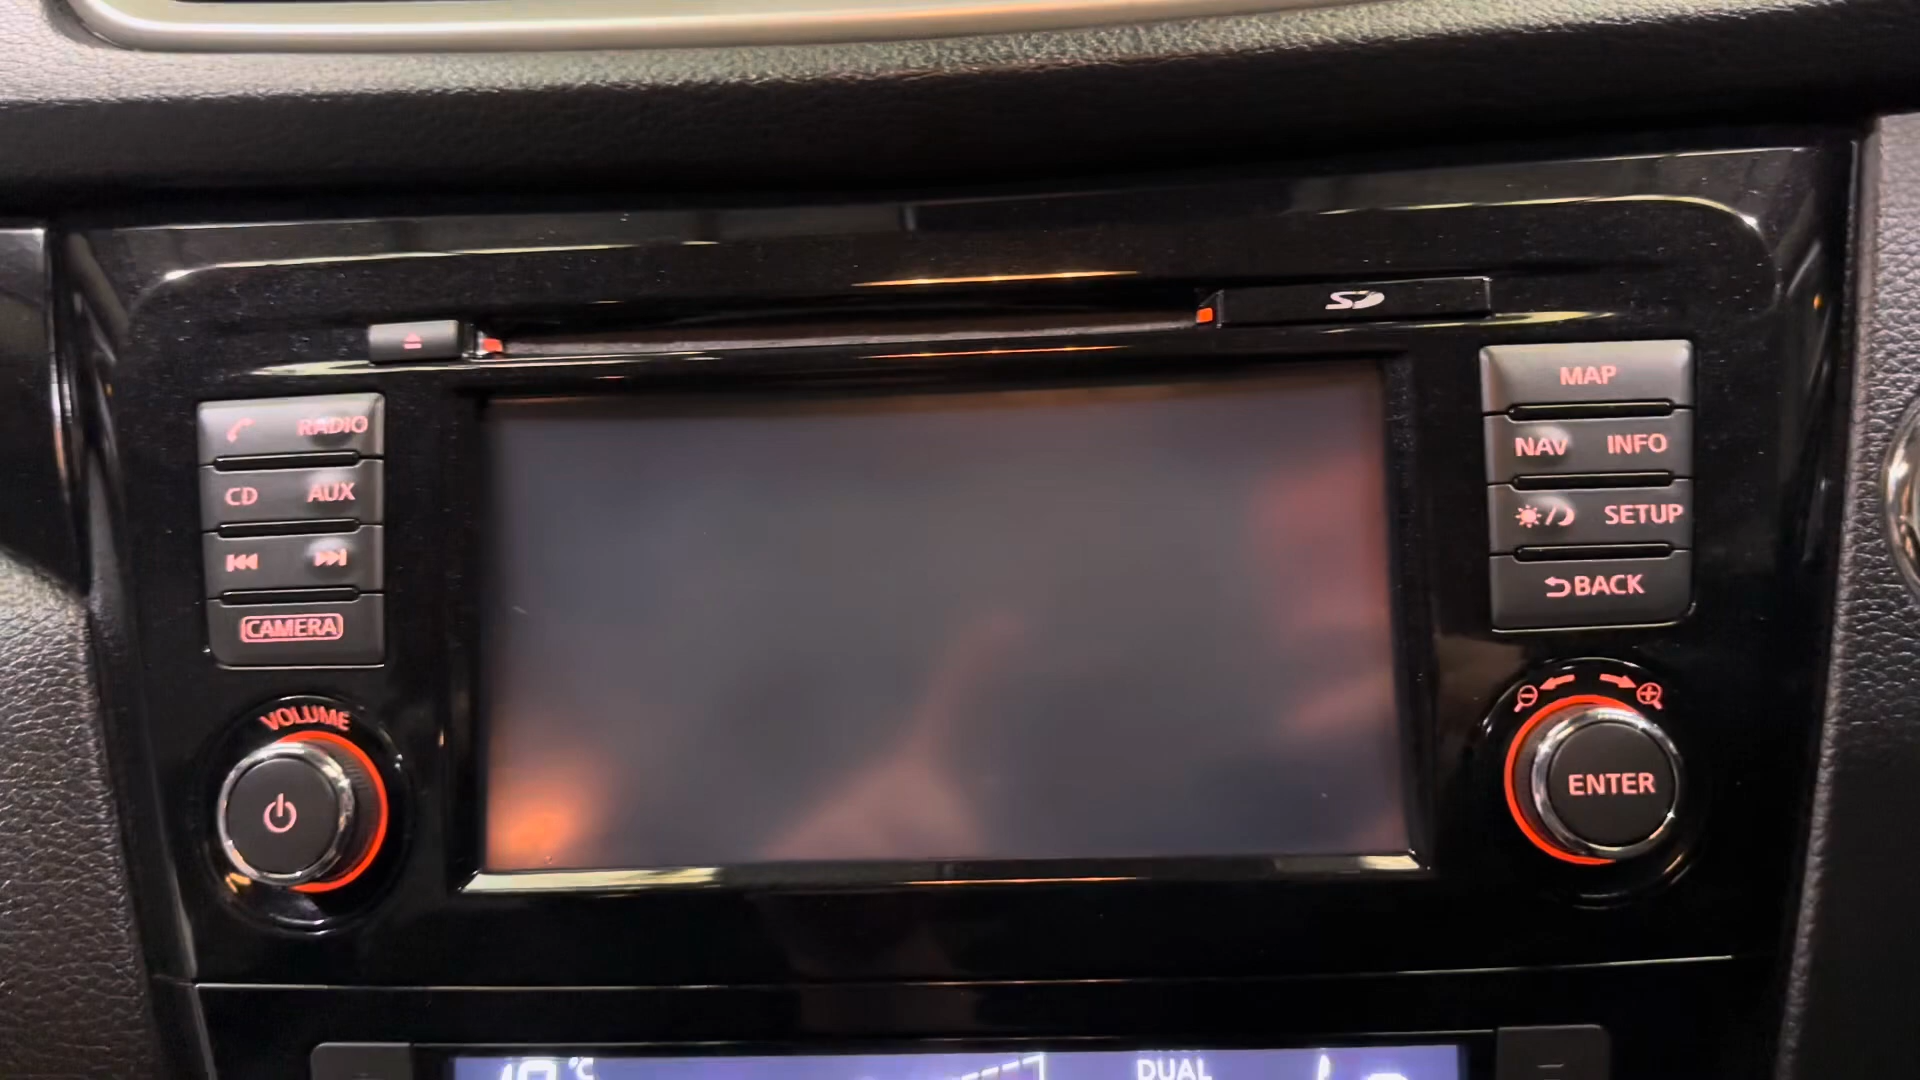 SD
RADIO
CD AUX
CAMERA
VOLUME
MAP
NAV INFO
SETUP
BACK
ENTER
°C
DUAL